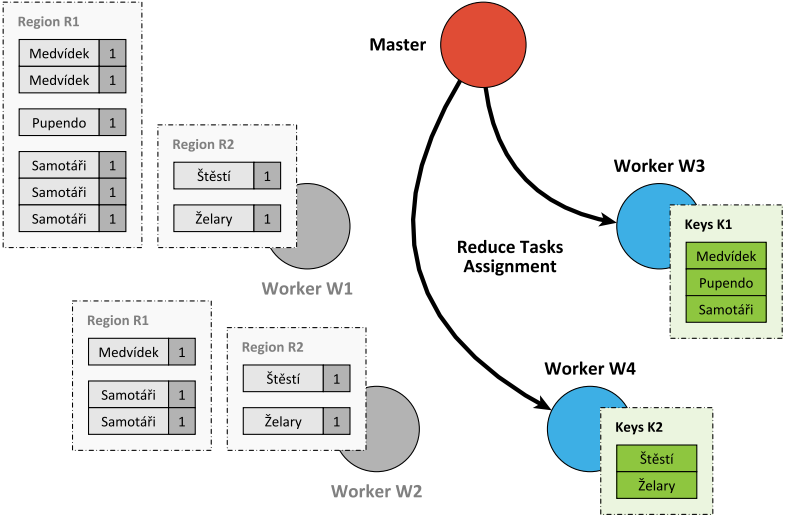 Region R1
Medvídek 1
Medvídek 1
Pupendo 1
Samotáři 1
Samotáři 1
Samotáři 1
Region R2
Štěstí 1
Želary 1
Worker W1
Region R1
Medvídek 1
Samotáři 1
Samotáři 1
Region R2
Štěstí 1
Želary 1
Worker W2
Master
Reduce Tasks
Assignment
Worker W3
Keys K1
Medvídek
Pupendo
Samotáři
Worker W4
Keys K2
Štěstí
Želary